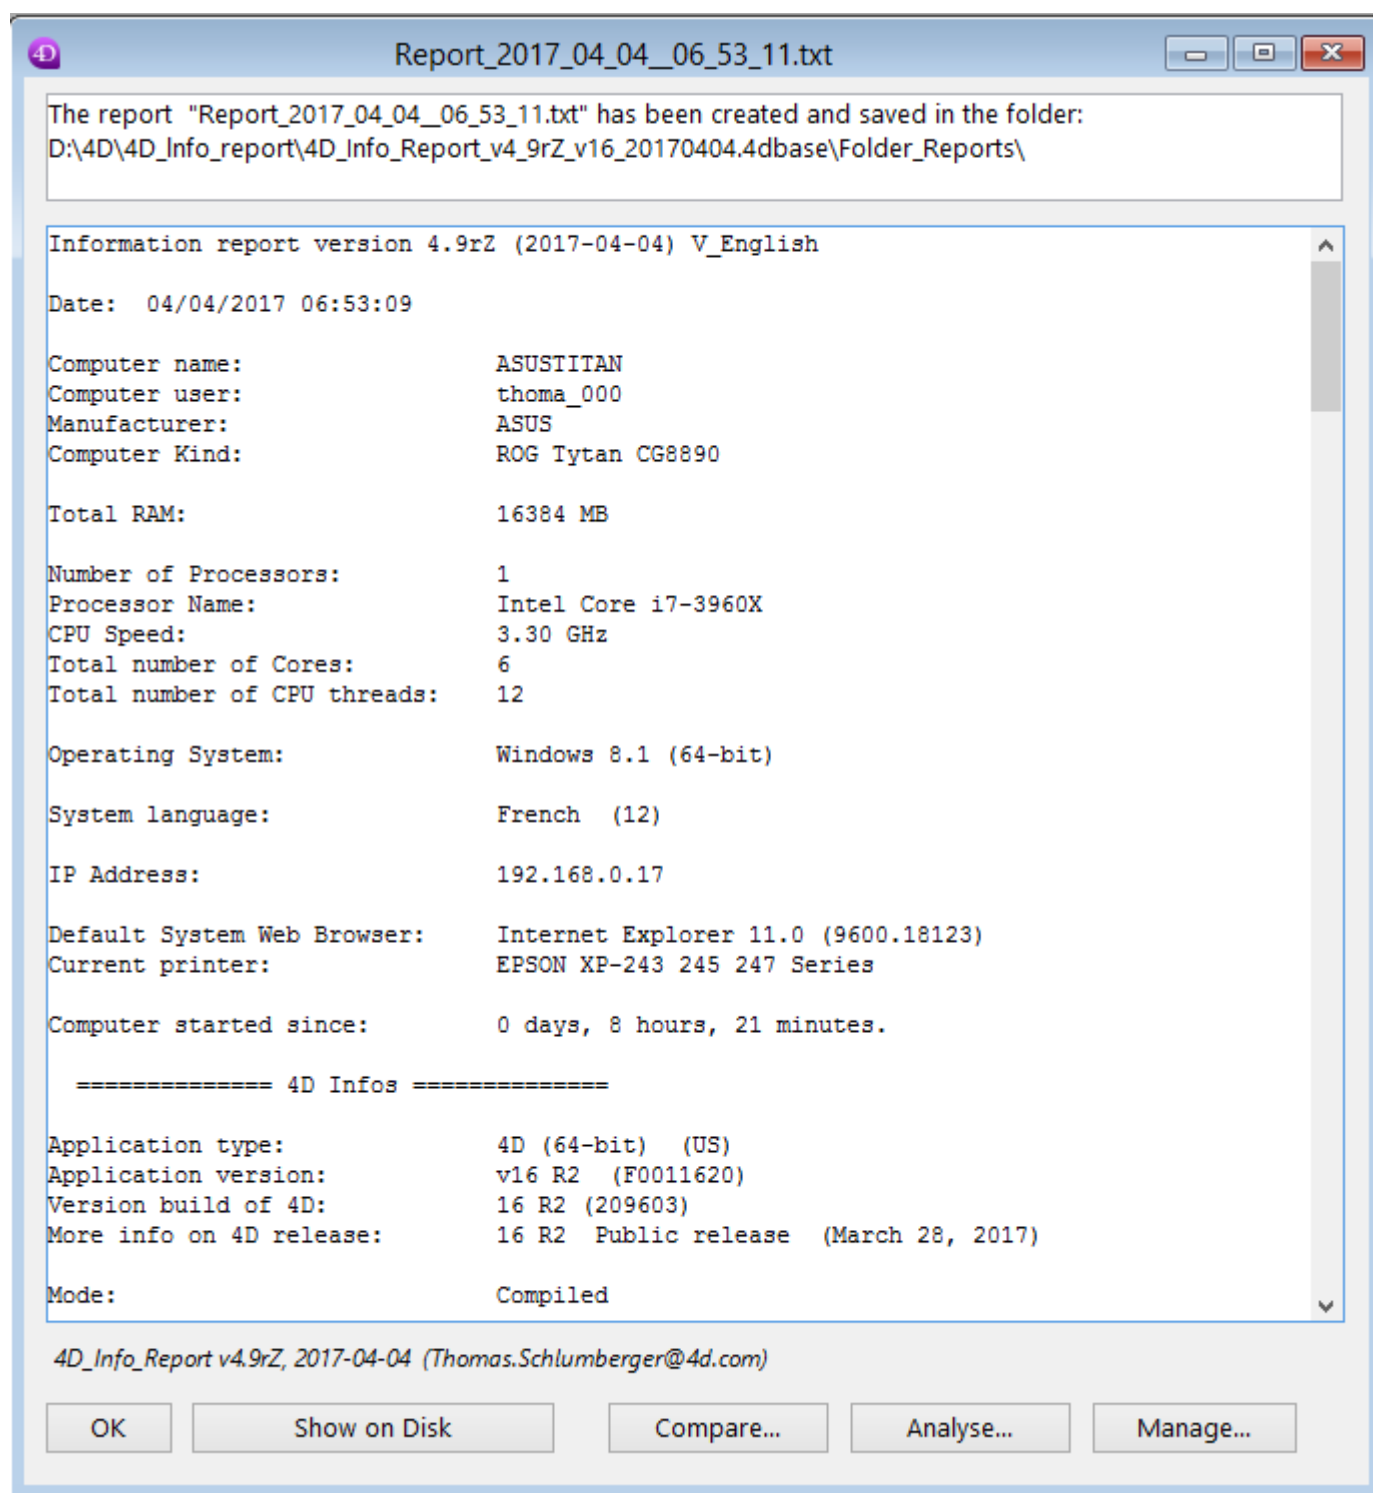 4D
Report_2017_04_04__06_53_11.txt
The report "Report_2017_04_04__06_53_11.txt" has been created and saved in the folder:
D:\4D\4D_Info_report\4D_Info_Report_v4_9rZ_v16_20170404.4dbase\Folder_Reports\
Information report version 4.9rZ (2017-04-04) V_English
Date: 04/04/2017 06:53:09
Computer name: ASUSTITAN
Computer user: thoma_000
Manufacturer: ASUS
Computer Kind: ROG Tytan CG8890
Total RAM: 16384 MB
Number of Processors: 1
Processor Name: Intel Core i7-3960X
CPU Speed: 3.30 GHz
Total number of Cores: 6
Total number of CPU threads: 12
Operating System: Windows 8.1 (64-bit)
System language: French (12)
IP Address: 192.168.0.17
Default System Web Browser: Internet Explorer 11.0 (9600.18123)
Current printer: EPSON XP-243 245 247 Series
Computer started since: 0 days, 8 hours, 21 minutes.
============== 4D Infos ==============
Application type: 4D (64-bit) (US)
Application version: v16 R2 (F0011620)
Version build of 4D: 16 R2 (209603)
More info on 4D release: 16 R2 Public release (March 28, 2017)
Mode: Compiled
4D_Info_Report v4.9rZ, 2017-04-04 (Thomas.Schlumberger@4d.com)
OK Show on Disk Compare... Analyse... Manage...